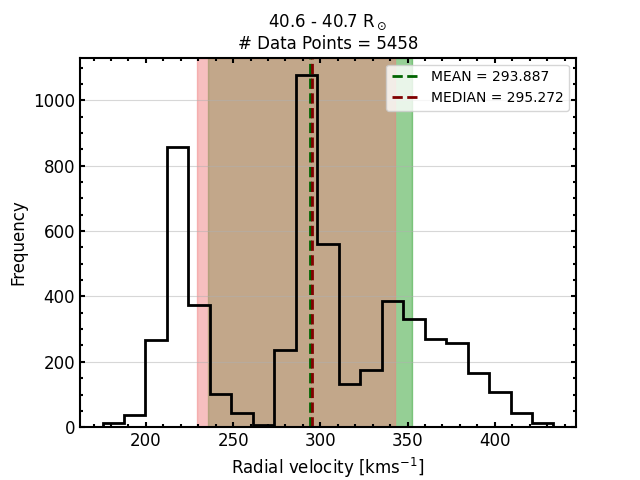 40.6 - 40.7 R⊙
# Data Points = 5458
MEAN = 293.887
MEDIAN = 295.272
Frequency
1000
800
600
400
200
0
200 250 300 350 400
Radial velocity [kms⁻¹]